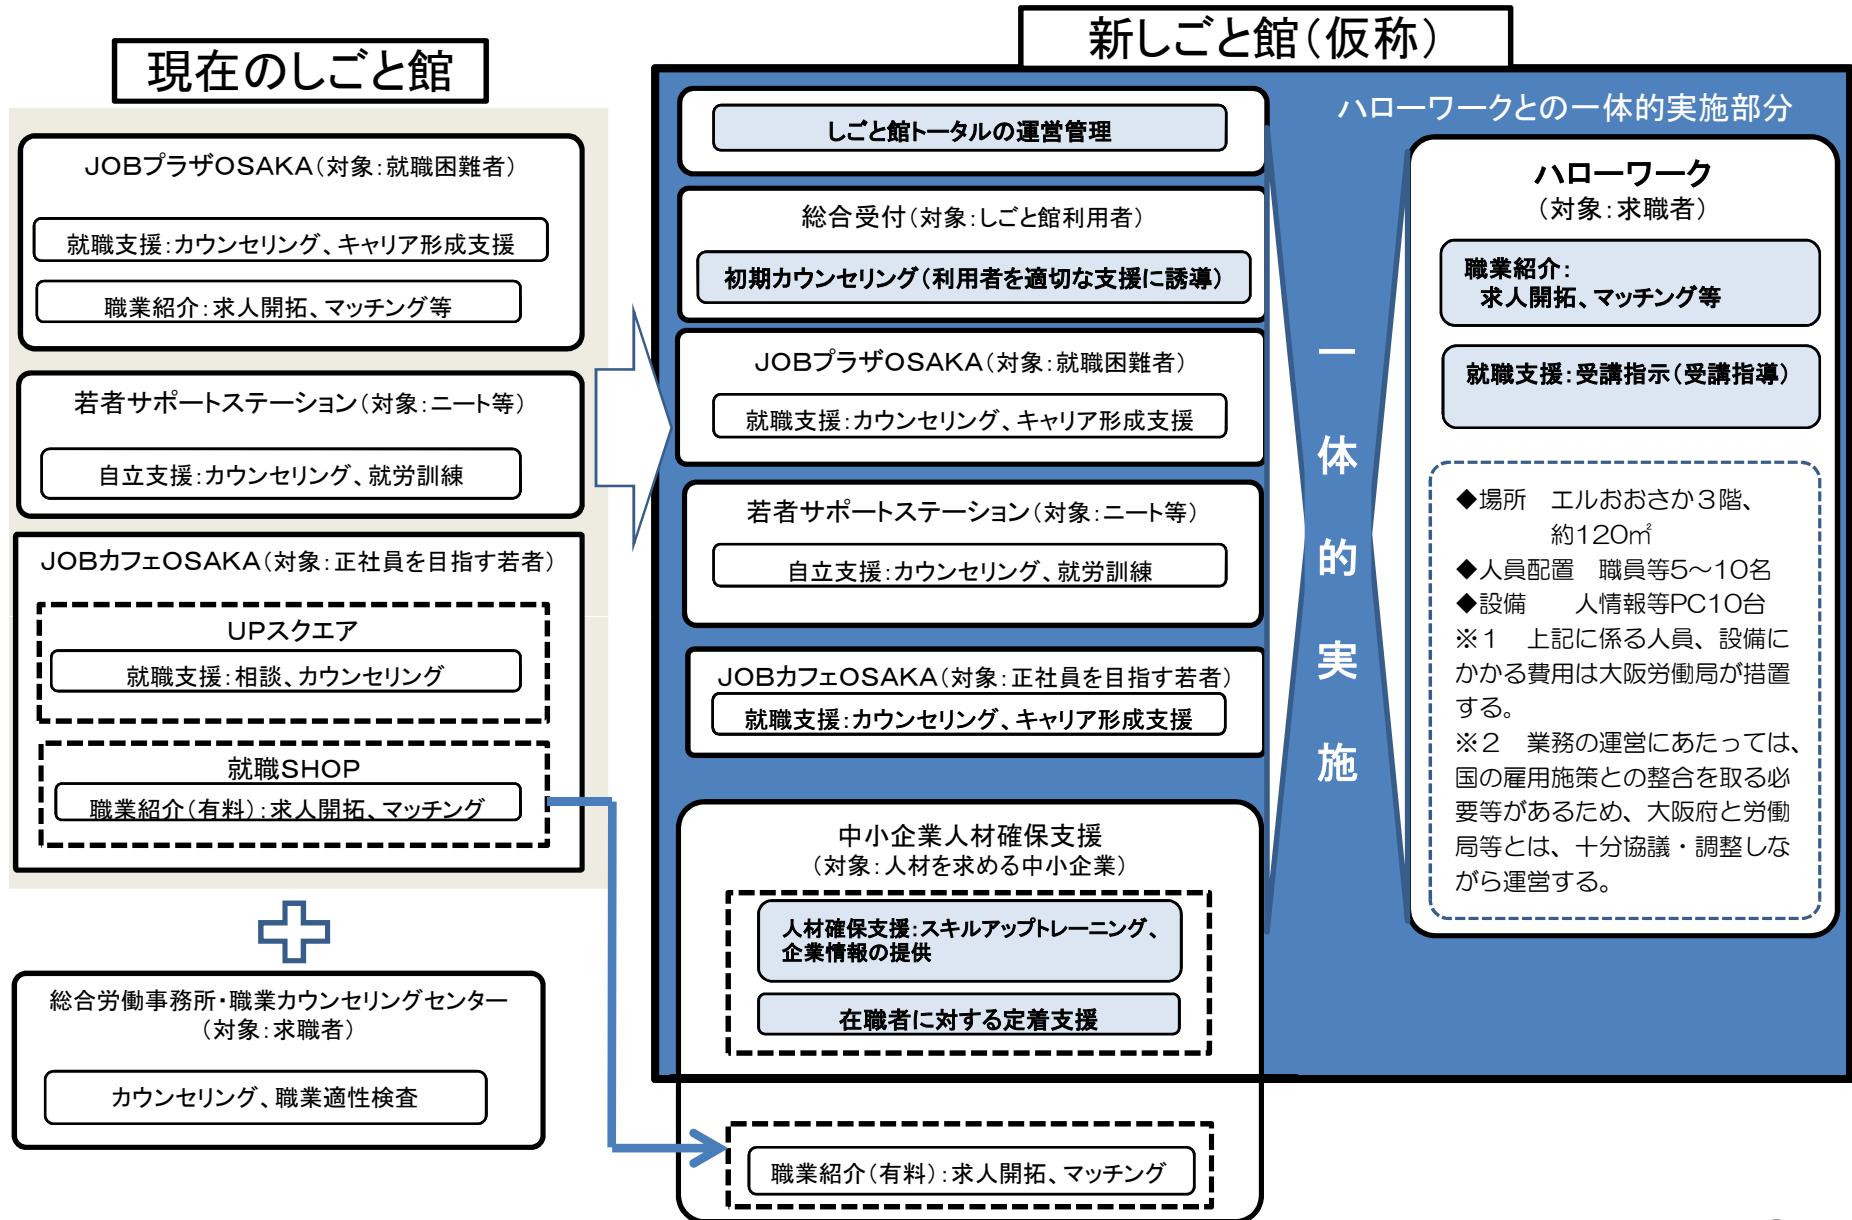 現在のしごと館
JOBプラザOSAKA(対象:就職困難者)
就職支援:カウンセリング、キャリア形成支援
職業紹介:求人開拓、マッチング等
若者サポートステーション(対象:ニート等)
自立支援:カウンセリング、就労訓練
JOBカフェOSAKA(対象:正社員を目指す若者)
UPスクエア
就職支援:相談、カウンセリング
就職SHOP
職業紹介(有料):求人開拓、マッチング
総合労働事務所・職業カウンセリングセンター
(対象:求職者)
カウンセリング、職業適性検査
新しごと館(仮称)
しごと館トータルの運営管理
総合受付(対象:しごと館利用者)
初期カウンセリング(利用者を適切な支援に誘導)
JOBプラザOSAKA(対象:就職困難者)
就職支援:カウンセリング、キャリア形成支援
若者サポートステーション(対象:ニート等)
自立支援:カウンセリング、就労訓練
JOBカフェOSAKA(対象:正社員を目指す若者)
就職支援:カウンセリング、キャリア形成支援
中小企業人材確保支援
(対象:人材を求める中小企業)
人材確保支援:スキルアップトレーニング、
企業情報の提供
在職者に対する定着支援
職業紹介(有料):求人開拓、マッチング
一体的実施
ハローワークとの一体的実施部分
ハローワーク
(対象:求職者)
職業紹介:
求人開拓、マッチング等
就職支援:受講指示(受講指導)
◆場所 エルおおさか3階、
約120㎡
◆人員配置 職員等5~10名
◆設備 人情報等PC10台
※1 上記に係る人員、設備に
かかる費用は大阪労働局が措置
する。
※2 業務の運営にあたっては、
国の雇用施策との整合を取る必
要等があるため、大阪府と労働
局等とは、十分協議・調整しな
がら運営する。